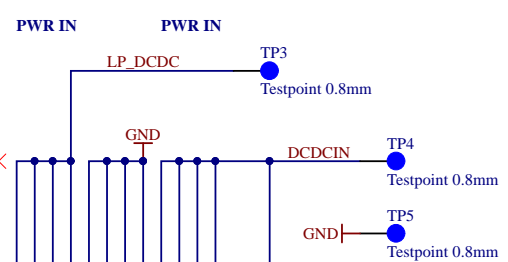 PWR IN
PWR IN
TP3
LP_DCDC
Testpoint 0.8mm
GND
TP4
DCDCIN
Testpoint 0.8mm
TP5
GND
Testpoint 0.8mm